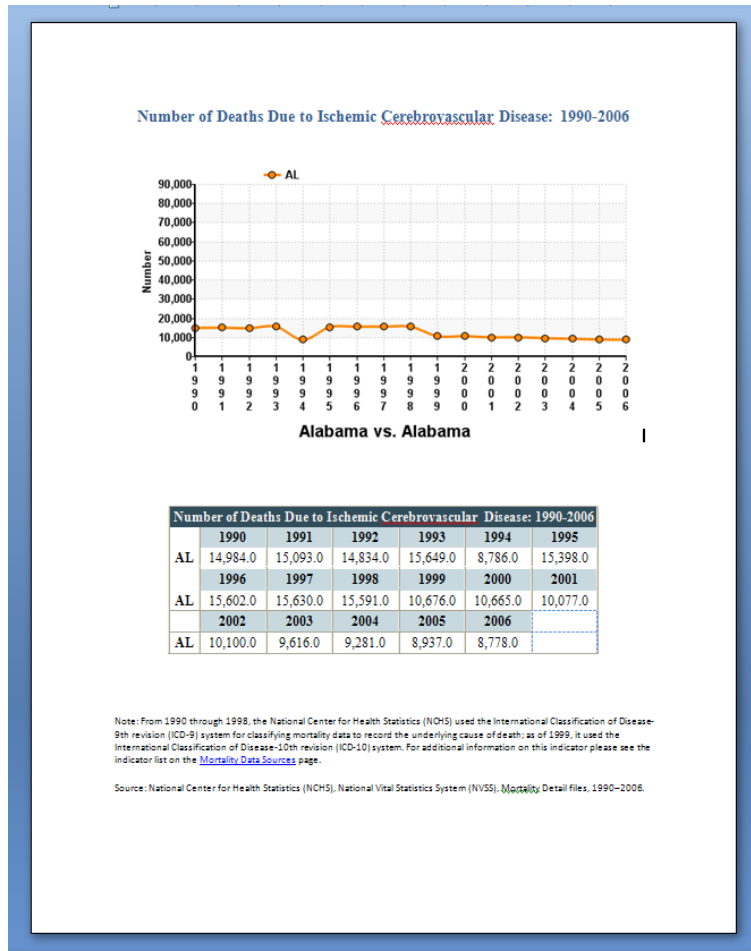 Number of Deaths Due to Ischemic Cerebrovascular Disease: 1990-2006
AL
90,000
80,000
70,000
60,000
50,000
40,000
30,000
20,000
10,000
0
Number
1990 1991 1992 1993 1994 1995 1996 1997 1998 1999 2000 2001 2002 2003 2004 2005 2006
Alabama vs. Alabama
Number of Deaths Due to Ischemic Cerebrovascular Disease: 1990-2006
1990 1991 1992 1993 1994 1995
AL 14,984.0 15,093.0 14,834.0 15,649.0 8,786.0 15,398.0
1996 1997 1998 1999 2000 2001
AL 15,602.0 15,630.0 15,591.0 10,676.0 10,665.0 10,077.0
2002 2003 2004 2005 2006
AL 10,100.0 9,616.0 9,281.0 8,937.0 8,778.0
Note: From 1990 through 1998, the National Center for Health Statistics (NCHS) used the International Classification of Disease-
9th revision (ICD-9) system for classifying mortality data to record the underlying cause of death; as of 1999, it used the
International Classification of Disease-10th revision (ICD-10) system. For additional information on this indicator please see the
indicator list on the Mortality Data Sources page.
Source: National Center for Health Statistics (NCHS), National Vital Statistics System (NVSS), Mortality Detail files, 1990–2006.